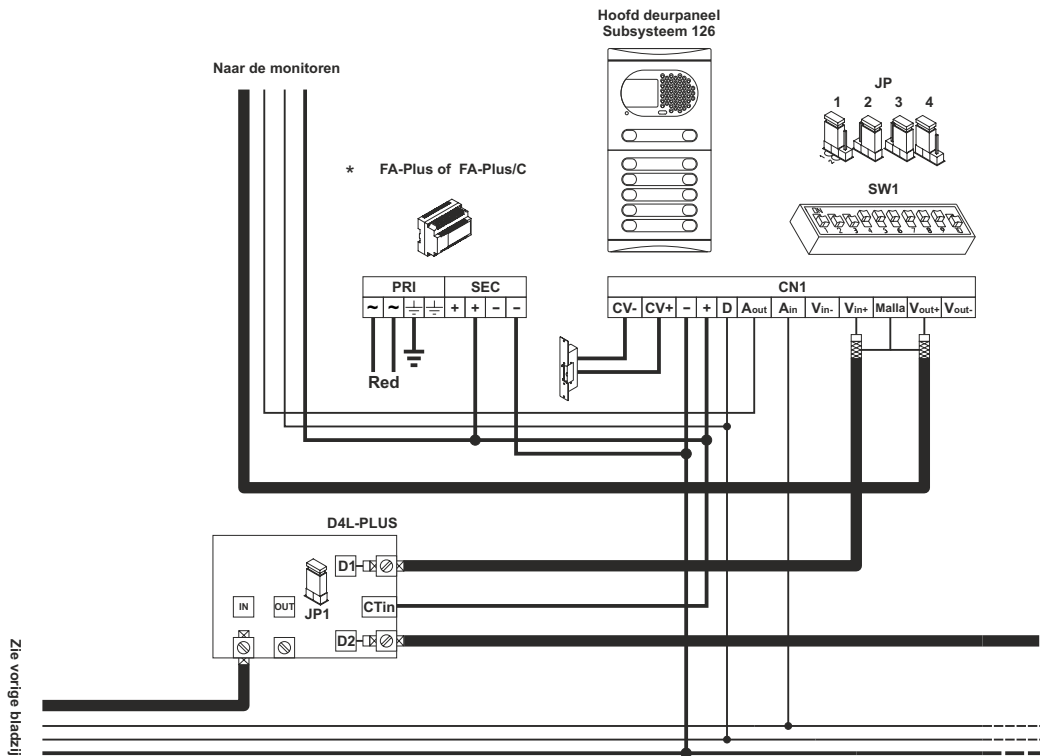 Hoofd deurpaneel
Subsysteem 126
Naar de monitoren
JP
1 2 3 4
* FA-Plus of FA-Plus/C
SW1
ON
PRI SEC
~ ~ + + − −
Red
CN1
CV- CV+ − + D Aout Ain Vin- Vin+ Malla Vout+ Vout-
D4L-PLUS
D1
IN OUT JP1 CTin
D2
Zie vorige bladzij